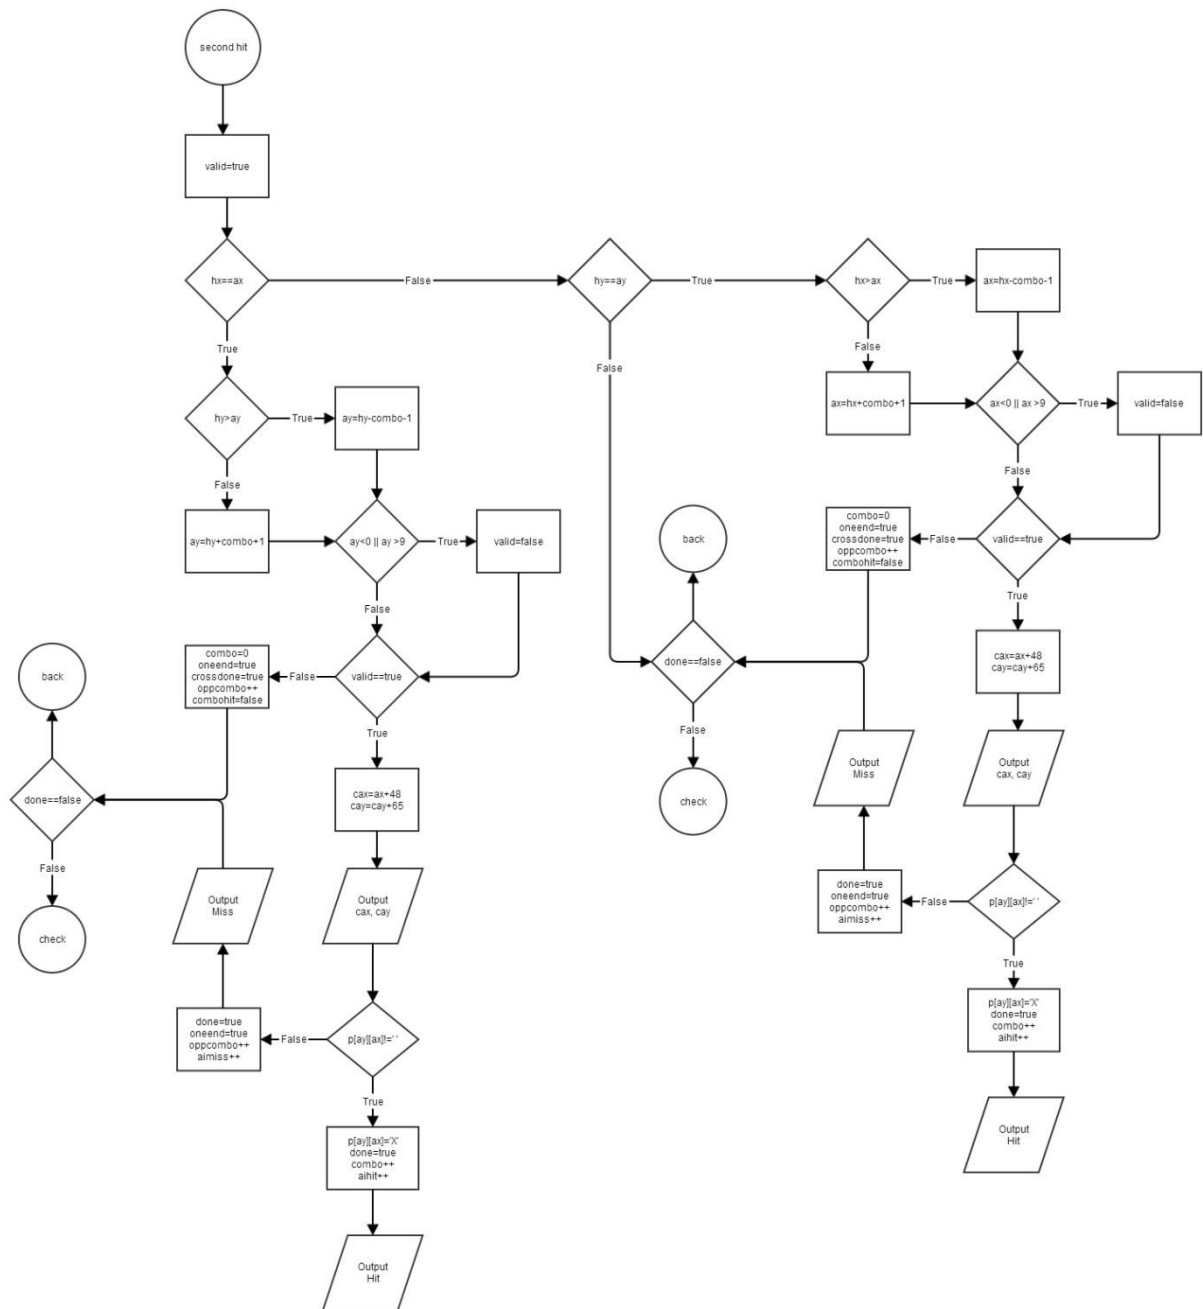 second hit
valid=true
hx==ax
False
hy==ay
True
hx>ax
True
ax=hx-combo-1
True
False
False
hy>ay
True
ay=hy-combo-1
ax=hx+combo+1
ax<0 || ax >9
True
valid=false
False
False
ay=hy+combo+1
ay<0 || ay >9
True
valid=false
back
combo=0
oneend=true
crossdone=true
oppcombo++
combohit=false
False
valid==true
False
True
back
combo=0
oneend=true
crossdone=true
oppcombo++
combohit=false
False
valid==true
done==false
cax=ax+48
cay=cay+65
True
False
done==false
cax=ax+48
cay=cay+65
check
Output
Miss
Output
cax, cay
False
check
Output
Miss
Output
cax, cay
done=true
oneend=true
oppcombo++
aimiss++
False
p[ay][ax]!=' '
True
done=true
oneend=true
oppcombo++
aimiss++
False
p[ay][ax]!=' '
p[ay][ax]='X'
done=true
combo++
aihit++
True
p[ay][ax]='X'
done=true
combo++
aihit++
Output
Hit
Output
Hit